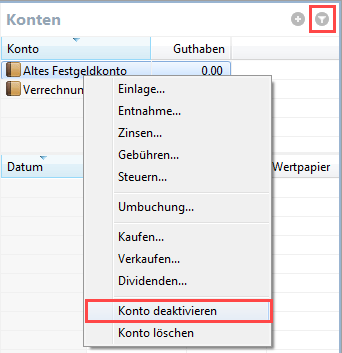 Konten
Konto Guthaben
Altes Festgeldkonto 0,00
Verrechnun
Einlage...
Entnahme...
Zinsen...
Gebühren...
Steuern...
Datum Wertpapier
Umbuchung...
Kaufen...
Verkaufen...
Dividenden...
Konto deaktivieren
Konto löschen